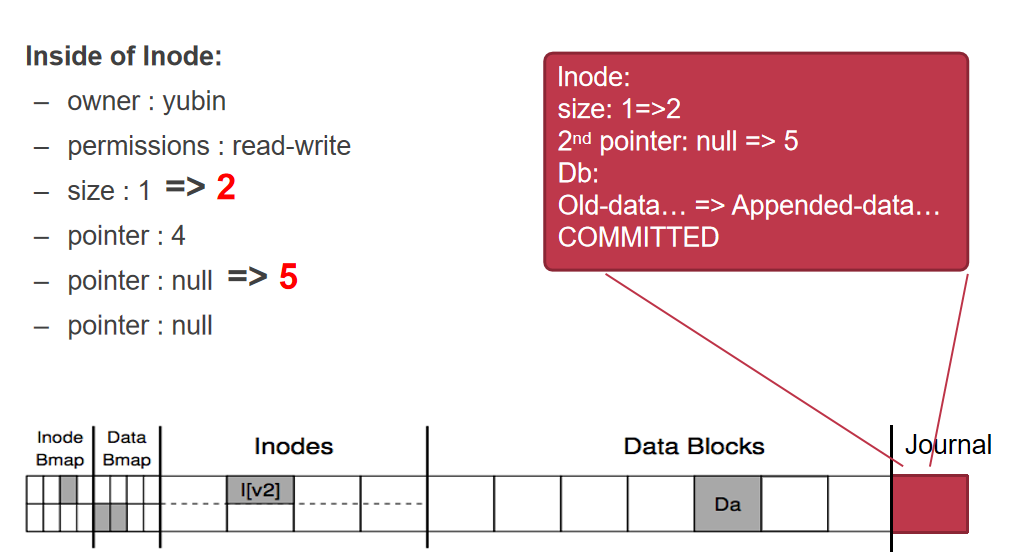 Inside of Inode:
– owner : yubin
– permissions : read-write
– size : 1 => 2
– pointer : 4
– pointer : null => 5
– pointer : null
Inode:
size: 1=>2
2nd pointer: null => 5
Db:
Old-data… => Appended-data…
COMMITTED
Inode
Bmap
Data
Bmap
Inodes
Data Blocks
Journal
I[v2]
Da